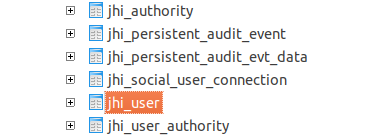 jhi_authority
jhi_persistent_audit_event
jhi_persistent_audit_evt_data
jhi_social_user_connection
jhi_user
jhi_user_authority